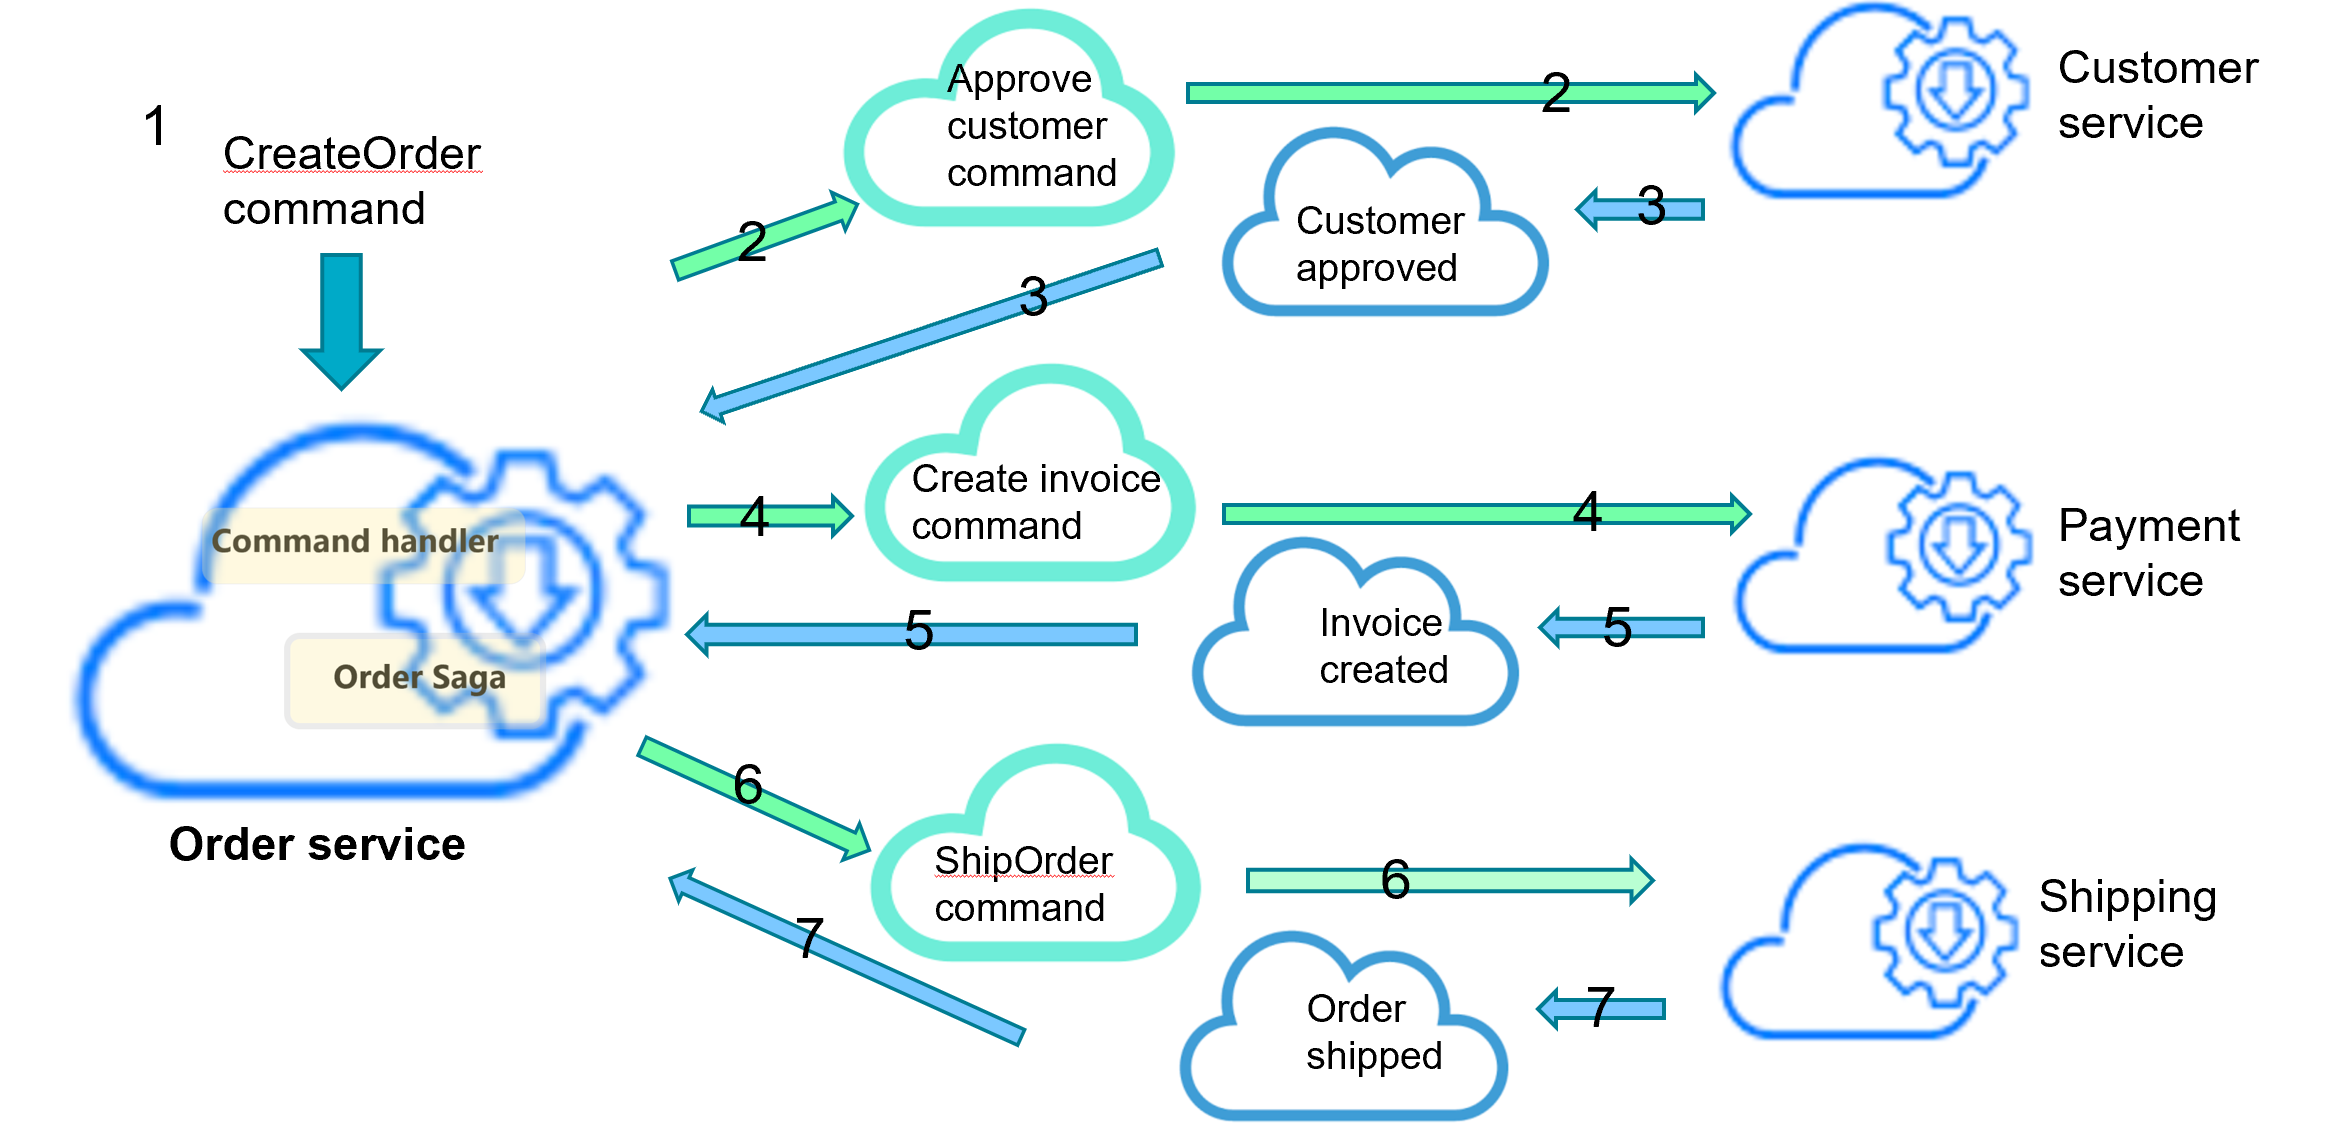 1
CreateOrder
command
Command handler
Order Saga
Order service
2
Approve
customer
command
2
Customer
service
3
Customer
approved
3
4
Create invoice
command
4
Payment
service
5
Invoice
created
5
6
ShipOrder
command
6
Shipping
service
7
Order
shipped
7